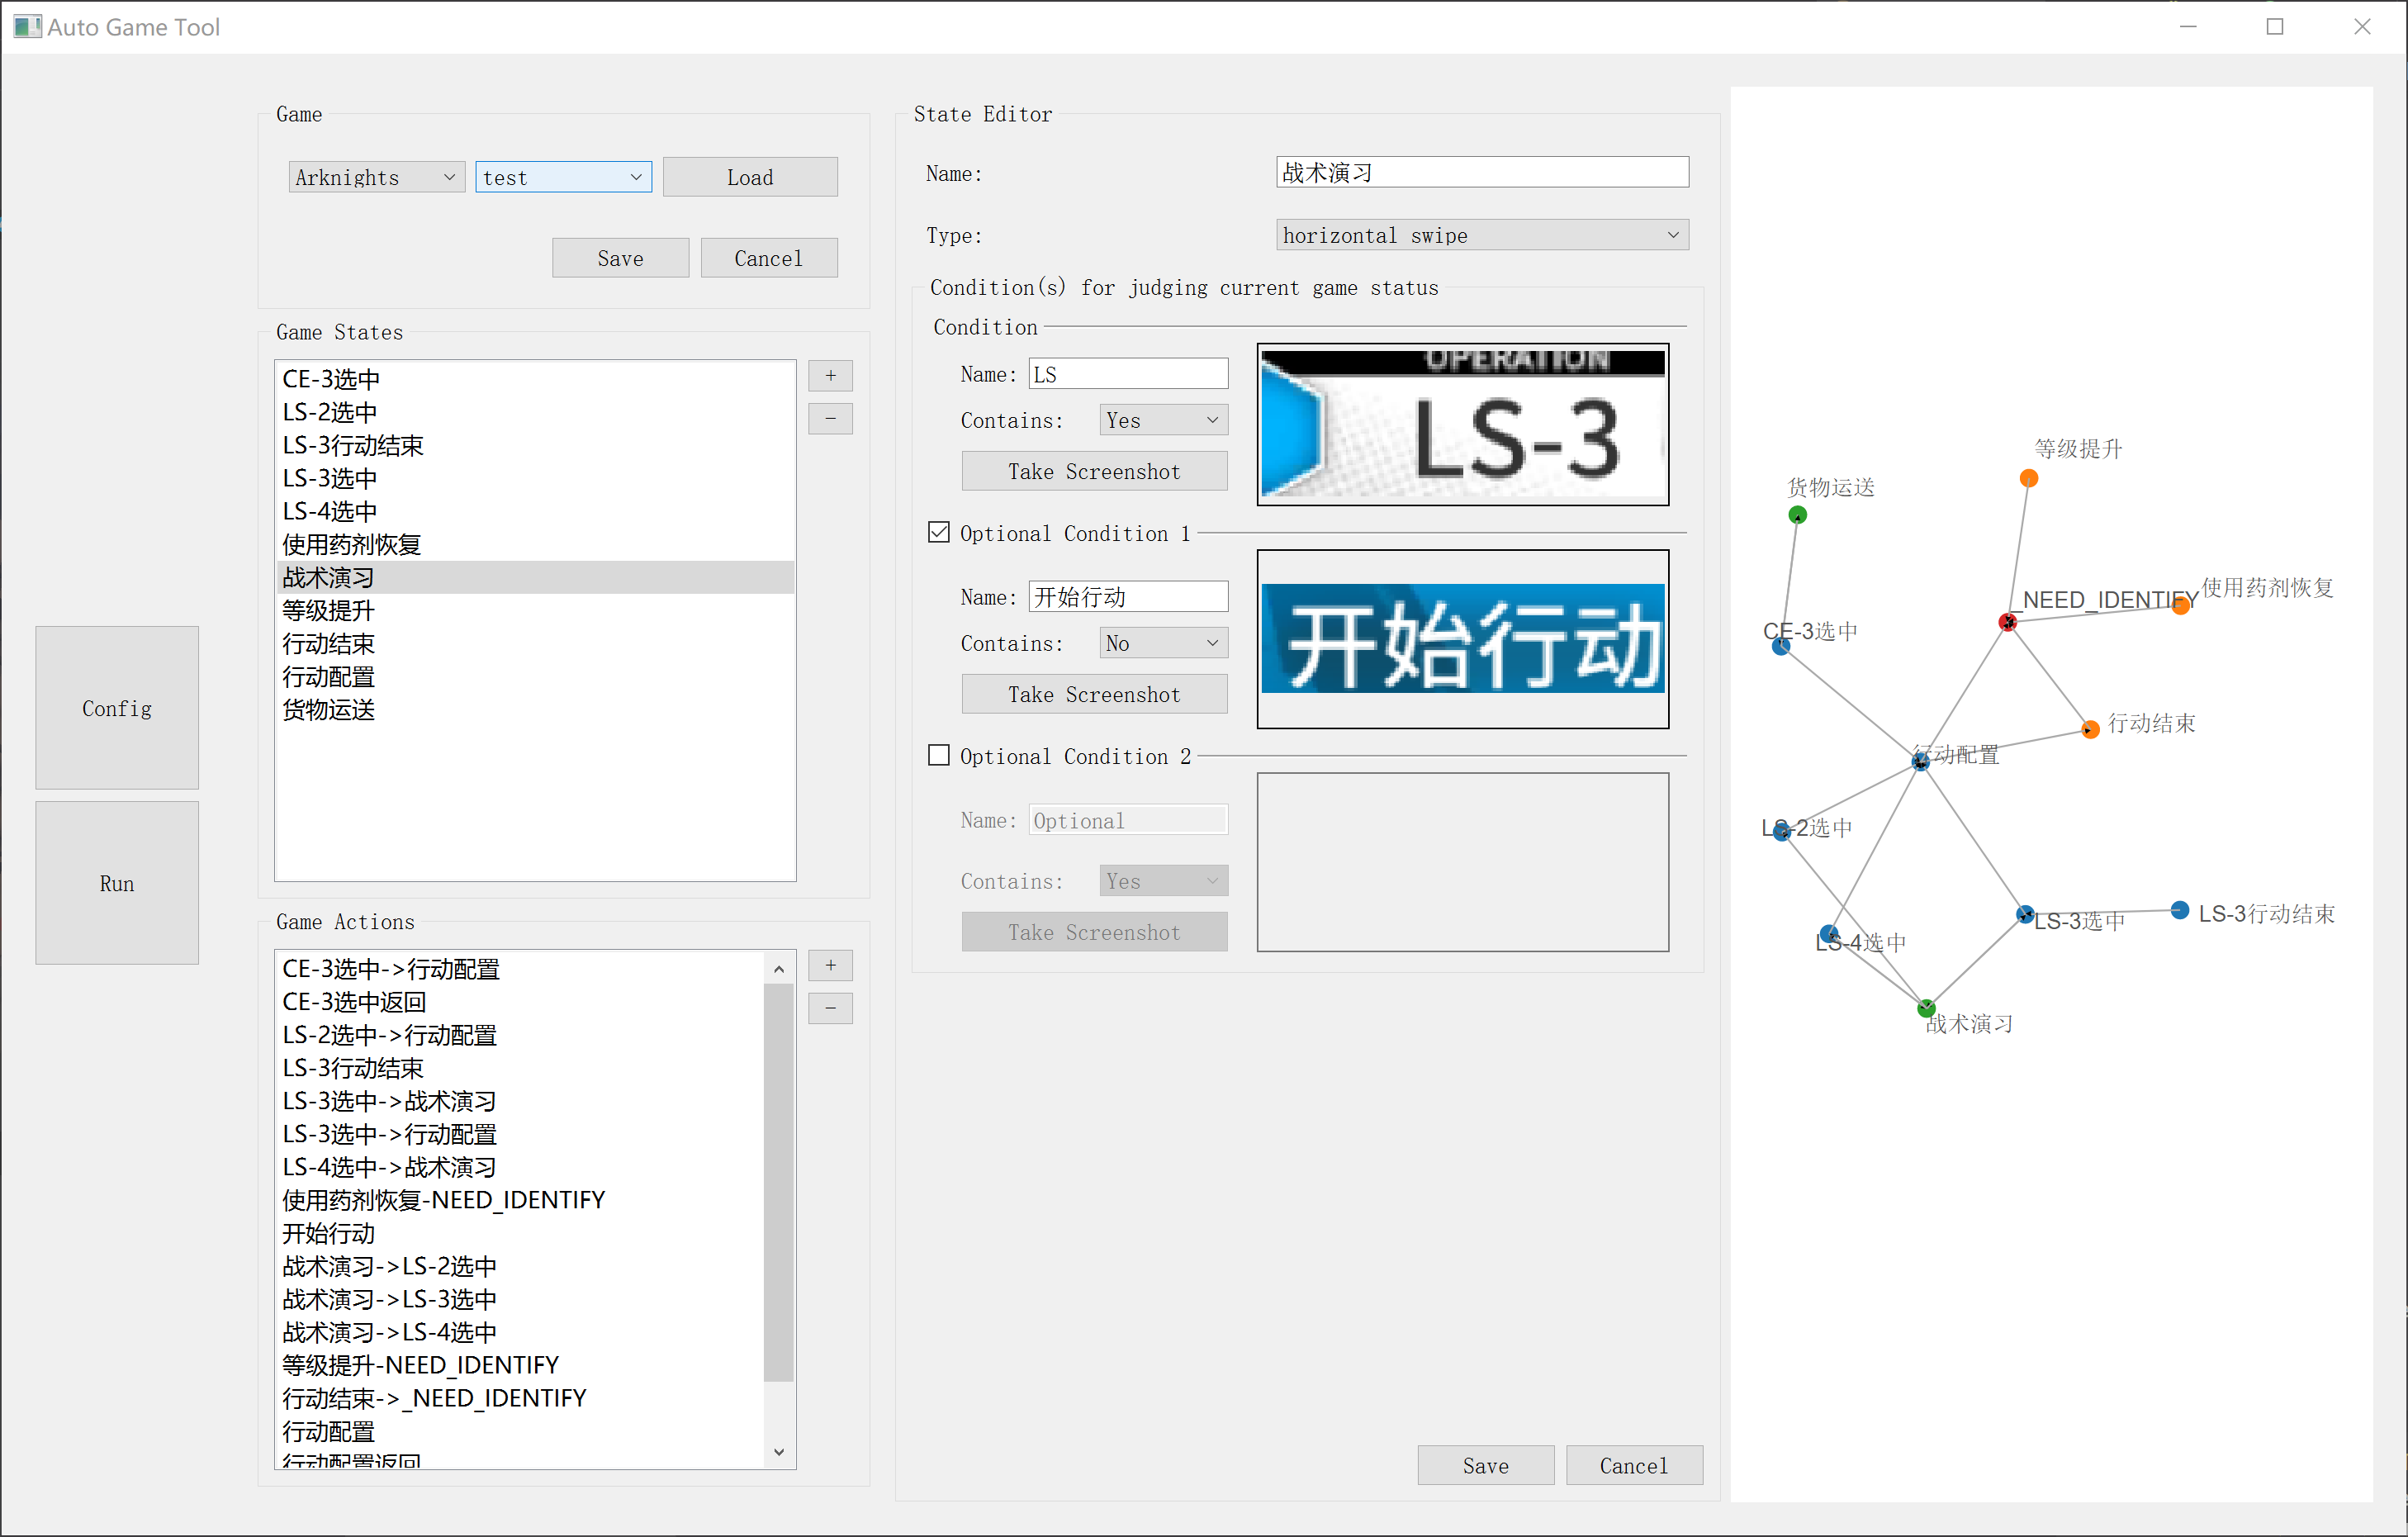 Auto Game Tool
Config
Run
Game
Arknights
test
Load
Save
Cancel
Game States
CE-3选中
LS-2选中
LS-3行动结束
LS-3选中
LS-4选中
使用药剂恢复
战术演习
等级提升
行动结束
行动配置
货物运送
+
-
Game Actions
CE-3选中->行动配置
CE-3选中返回
LS-2选中->行动配置
LS-3行动结束
LS-3选中->战术演习
LS-3选中->行动配置
LS-4选中->战术演习
使用药剂恢复-NEED_IDENTIFY
开始行动
战术演习->LS-2选中
战术演习->LS-3选中
战术演习->LS-4选中
等级提升-NEED_IDENTIFY
行动结束->_NEED_IDENTIFY
行动配置
行动配置返回
+
-
State Editor
Name:
战术演习
Type:
horizontal swipe
Condition(s) for judging current game status
Condition
Name:
LS
Contains:
Yes
Take Screenshot
OPERATION
LS-3
Optional Condition 1
Name:
开始行动
Contains:
No
Take Screenshot
开始行动
Optional Condition 2
Name:
Optional
Contains:
Yes
Take Screenshot
Save
Cancel
等级提升
货物运送
使用药剂恢复
_NEED_IDENTIFY
CE-3选中
行动结束
行动配置
LS-2选中
LS-3行动结束
LS-3选中
LS-4选中
战术演习